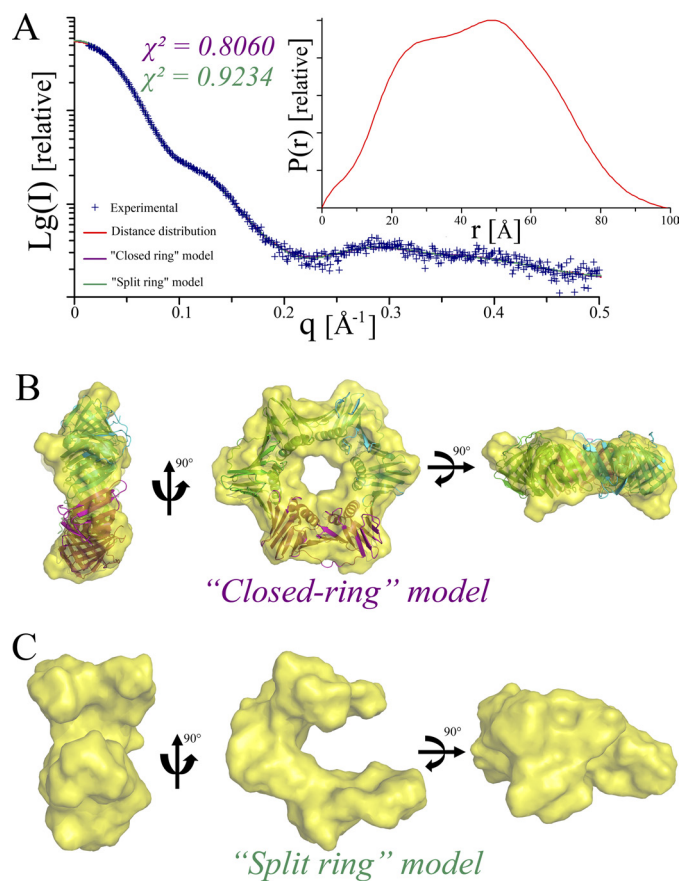 A
χ² = 0.8060
χ² = 0.9234
Lg(I) [relative]
Experimental
Distance distribution
"Closed ring" model
"Split ring" model
0 0.1 0.2 0.3 0.4 0.5
q [Å⁻¹]
P(r) [relative]
0 20 40 60 80 100
r [Å]
B
90°
90°
“Closed-ring” model
C
90°
90°
“Split ring” model